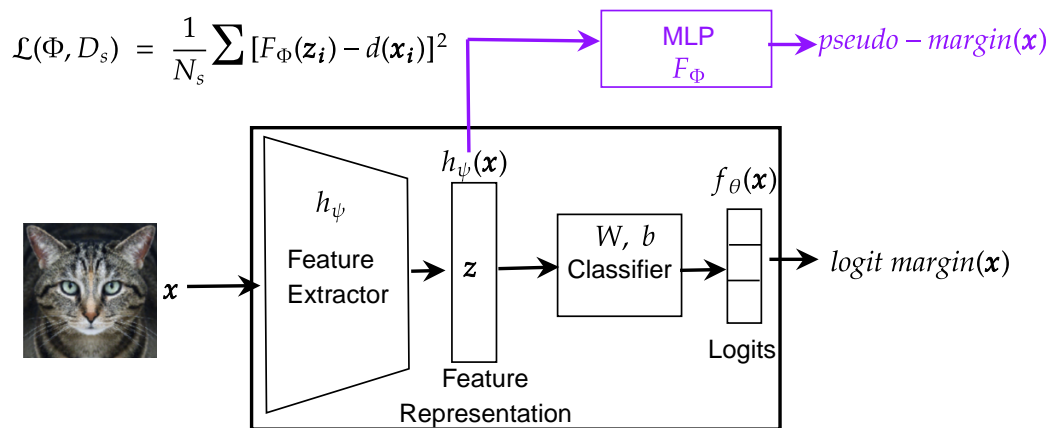 ℒ(Φ, D_s) = 1/N_s ∑ [F_Φ(z_i) − d(x_i)]²
MLP
F_Φ
pseudo − margin(x)
h_ψ(x)
f_θ(x)
h_ψ
Feature
Extractor
x
z
W, b
Classifier
logit margin(x)
Logits
Feature
Representation